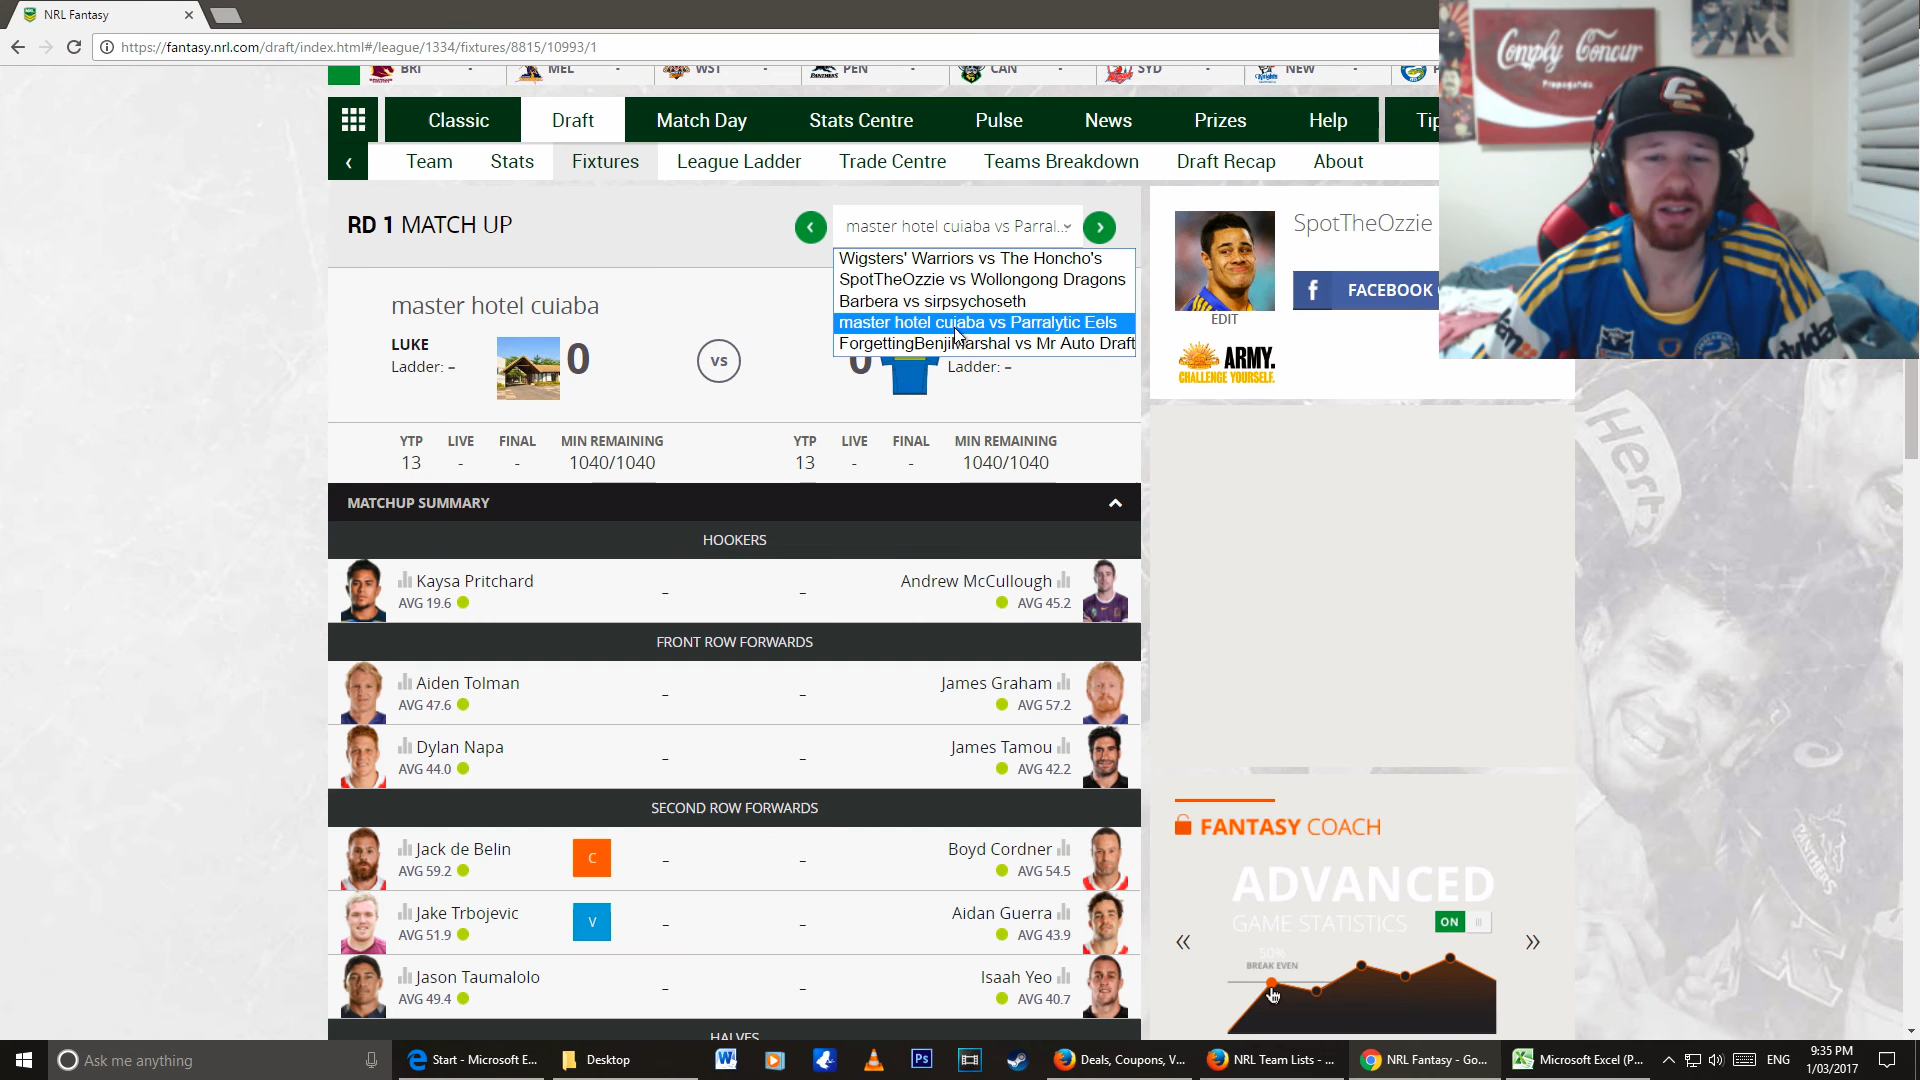 NRL Fantasy
https://fantasy.nrl.com/draft/index.html#/league/1334/fixtures/8815/10993/1
BRI - MEL - WST - PEN - CAN - SYD - NEW -
Classic Draft Match Day Stats Centre Pulse News Prizes Help
Team Stats Fixtures League Ladder Trade Centre Teams Breakdown Draft Recap About
RD 1 MATCH UP
master hotel cuiaba vs Parral...
Wigsters' Warriors vs The Honcho's
SpotTheOzzie vs Wollongong Dragons
Barbera vs sirpsychoseth
master hotel cuiaba vs Parralytic Eels
ForgettingBenjiMarshal vs Mr Auto Draft
master hotel cuiaba
LUKE
Ladder: –
0
vs
0
Ladder: –
YTP LIVE FINAL MIN REMAINING
13 - - 1040/1040
YTP LIVE FINAL MIN REMAINING
13 - - 1040/1040
MATCHUP SUMMARY
HOOKERS
Kaysa Pritchard – – Andrew McCullough
AVG 19.6 AVG 45.2
FRONT ROW FORWARDS
Aiden Tolman – – James Graham
AVG 47.6 AVG 57.2
Dylan Napa – – James Tamou
AVG 44.0 AVG 42.2
SECOND ROW FORWARDS
Jack de Belin C – – Boyd Cordner
AVG 59.2 AVG 54.5
Jake Trbojevic V – – Aidan Guerra
AVG 51.9 AVG 43.9
Jason Taumalolo – – Isaah Yeo
AVG 49.4 AVG 40.7
HALVES
SpotTheOzzie
EDIT
f FACEBOOK
ARMY.
CHALLENGE YOURSELF.
Comply Concur
Propaganda
dyldam
FANTASY COACH
ADVANCED
GAME STATISTICS ON
50%
BREAK EVEN
« »
Ask me anything
Start - Microsoft E...
Desktop
Ps
Deals, Coupons, V...
NRL Team Lists - ...
NRL Fantasy - Go...
Microsoft Excel (P...
ENG
9:35 PM
1/03/2017